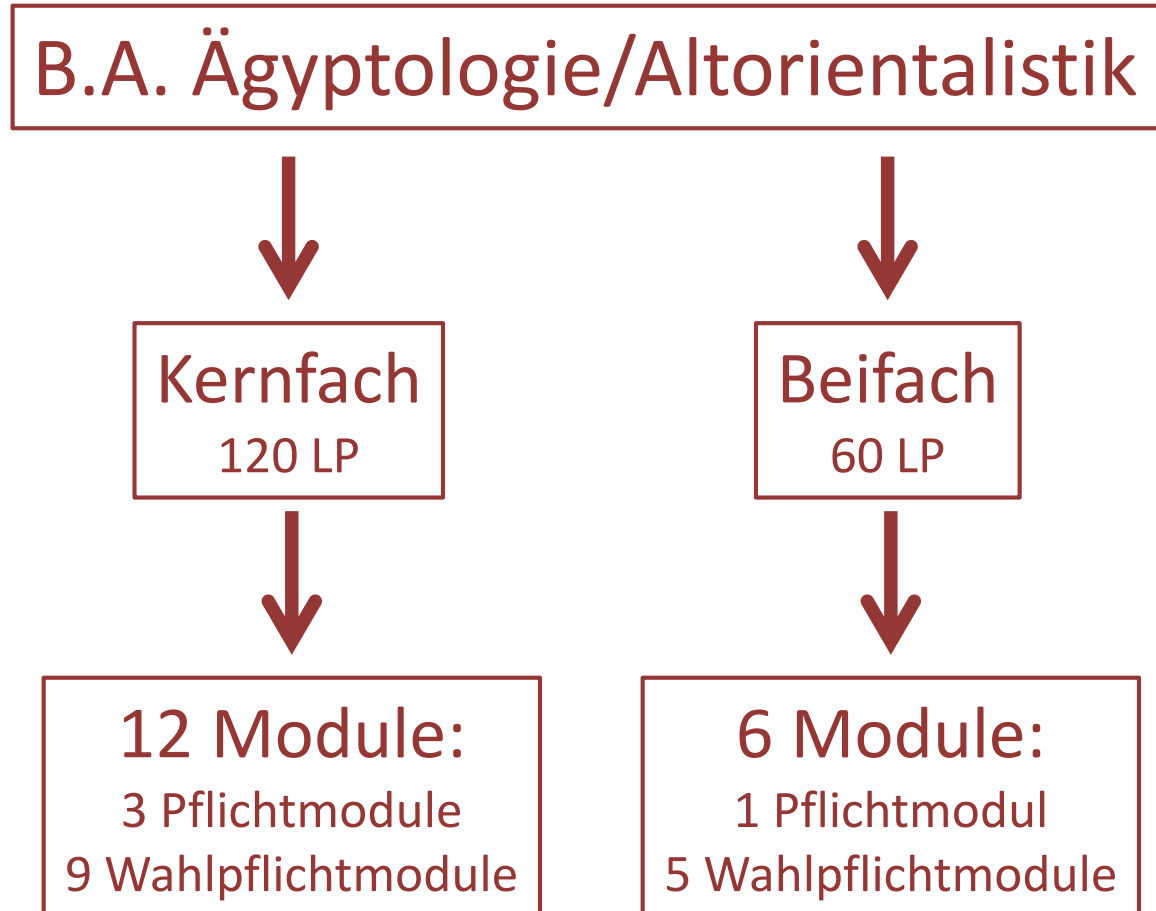 B.A. Ägyptologie/Altorientalistik
Kernfach
120 LP
Beifach
60 LP
12 Module:
3 Pflichtmodule
9 Wahlpflichtmodule
6 Module:
1 Pflichtmodul
5 Wahlpflichtmodule